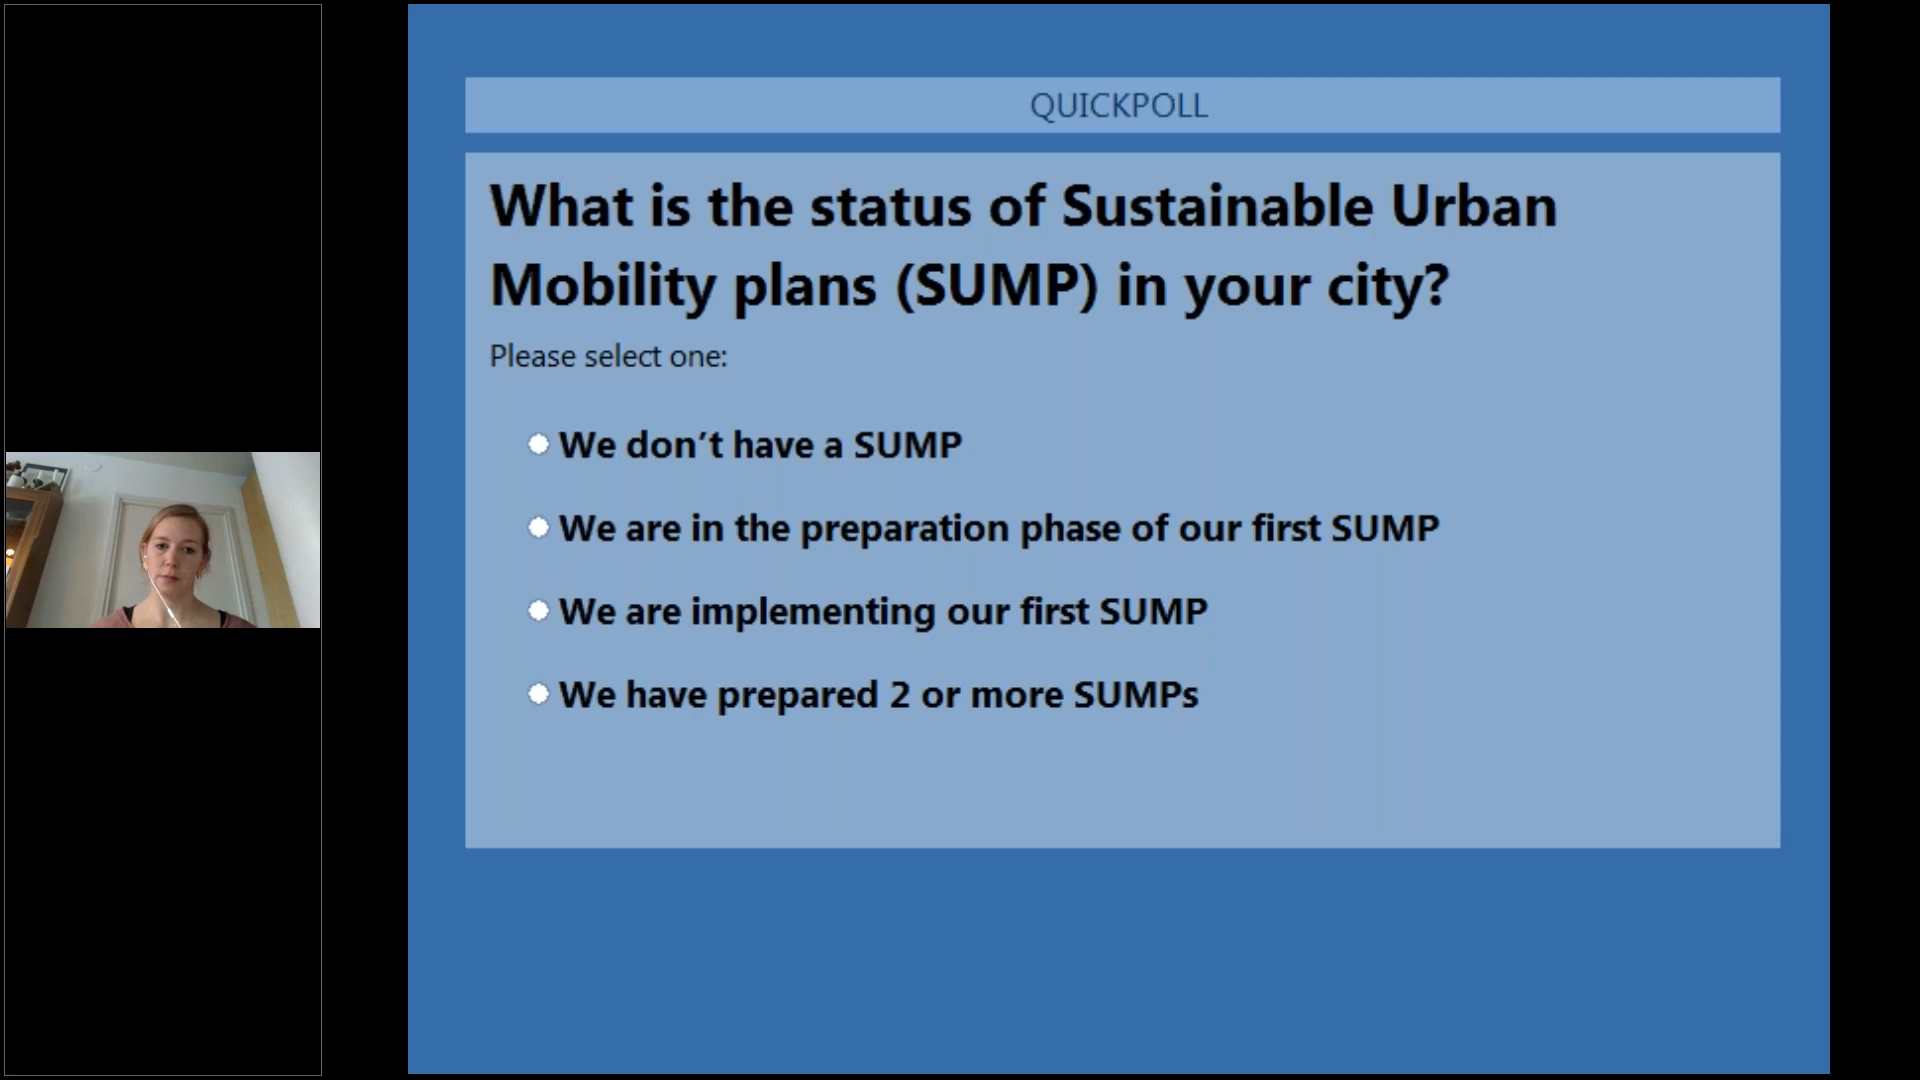 QUICKPOLL
What is the status of Sustainable Urban
Mobility plans (SUMP) in your city?
Please select one:
We don’t have a SUMP
We are in the preparation phase of our first SUMP
We are implementing our first SUMP
We have prepared 2 or more SUMPs